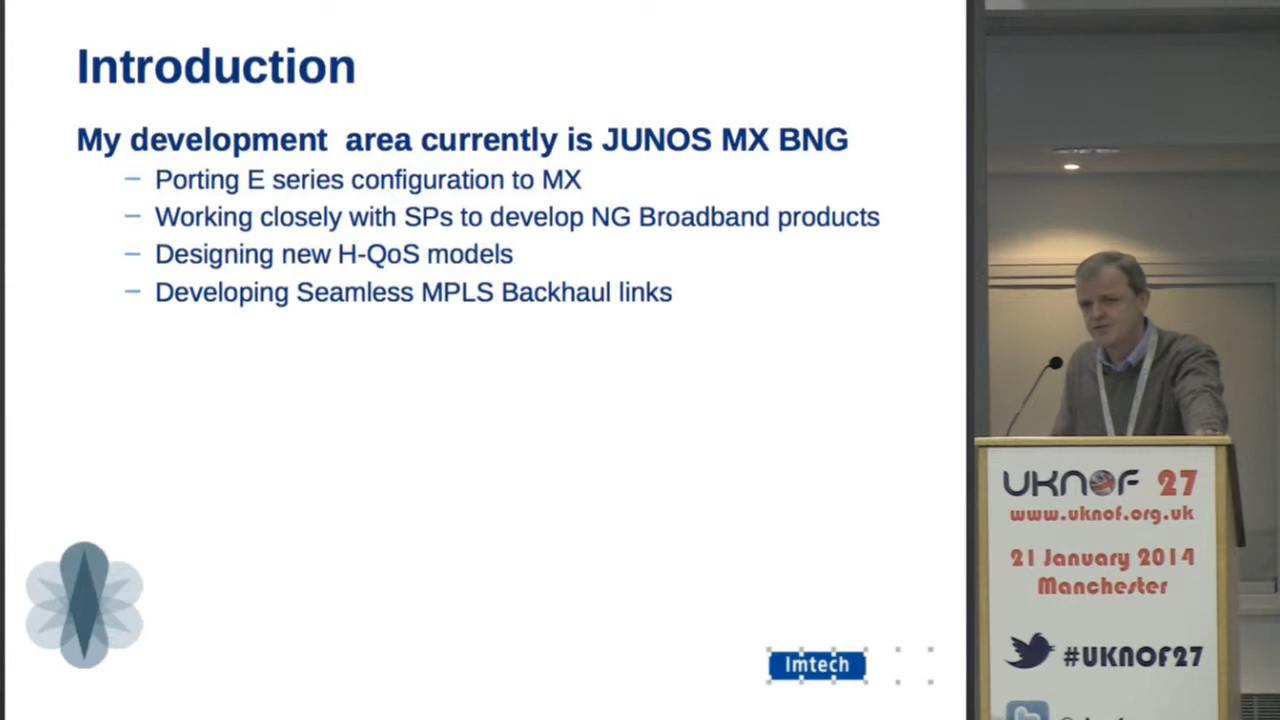 Introduction
My development area currently is JUNOS MX BNG
– Porting E series configuration to MX
– Working closely with SPs to develop NG Broadband products
– Designing new H-QoS models
– Developing Seamless MPLS Backhaul links
Imtech
UKNOF 27
www.uknof.org.uk
21 January 2014
Manchester
#UKNOF27